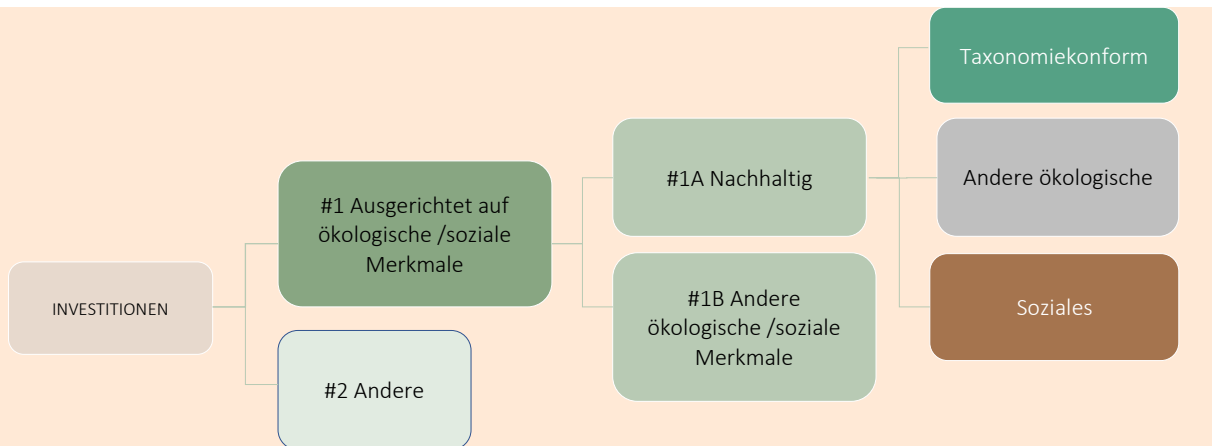 Taxonomiekonform
#1A Nachhaltig
Andere ökologische
#1 Ausgerichtet auf
ökologische /soziale
Merkmale
INVESTITIONEN
#1B Andere
ökologische /soziale
Merkmale
Soziales
#2 Andere